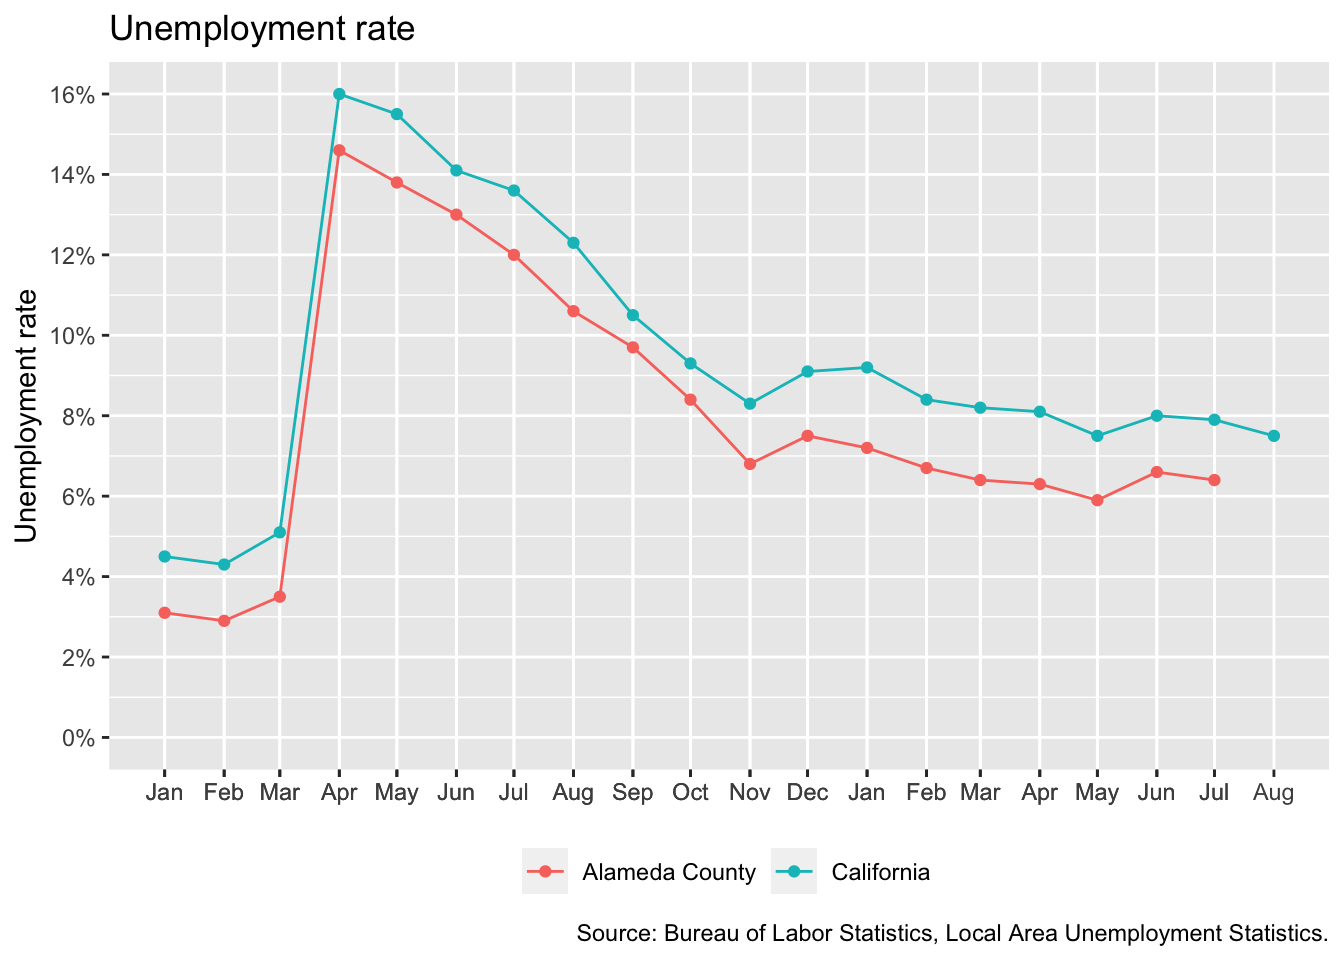 Unemployment rate
Unemployment rate
16%
14%
12%
10%
8%
6%
4%
2%
0%
Jan Feb Mar Apr May Jun Jul Aug Sep Oct Nov Dec Jan Feb Mar Apr May Jun Jul Aug
Alameda County California
Source: Bureau of Labor Statistics, Local Area Unemployment Statistics.